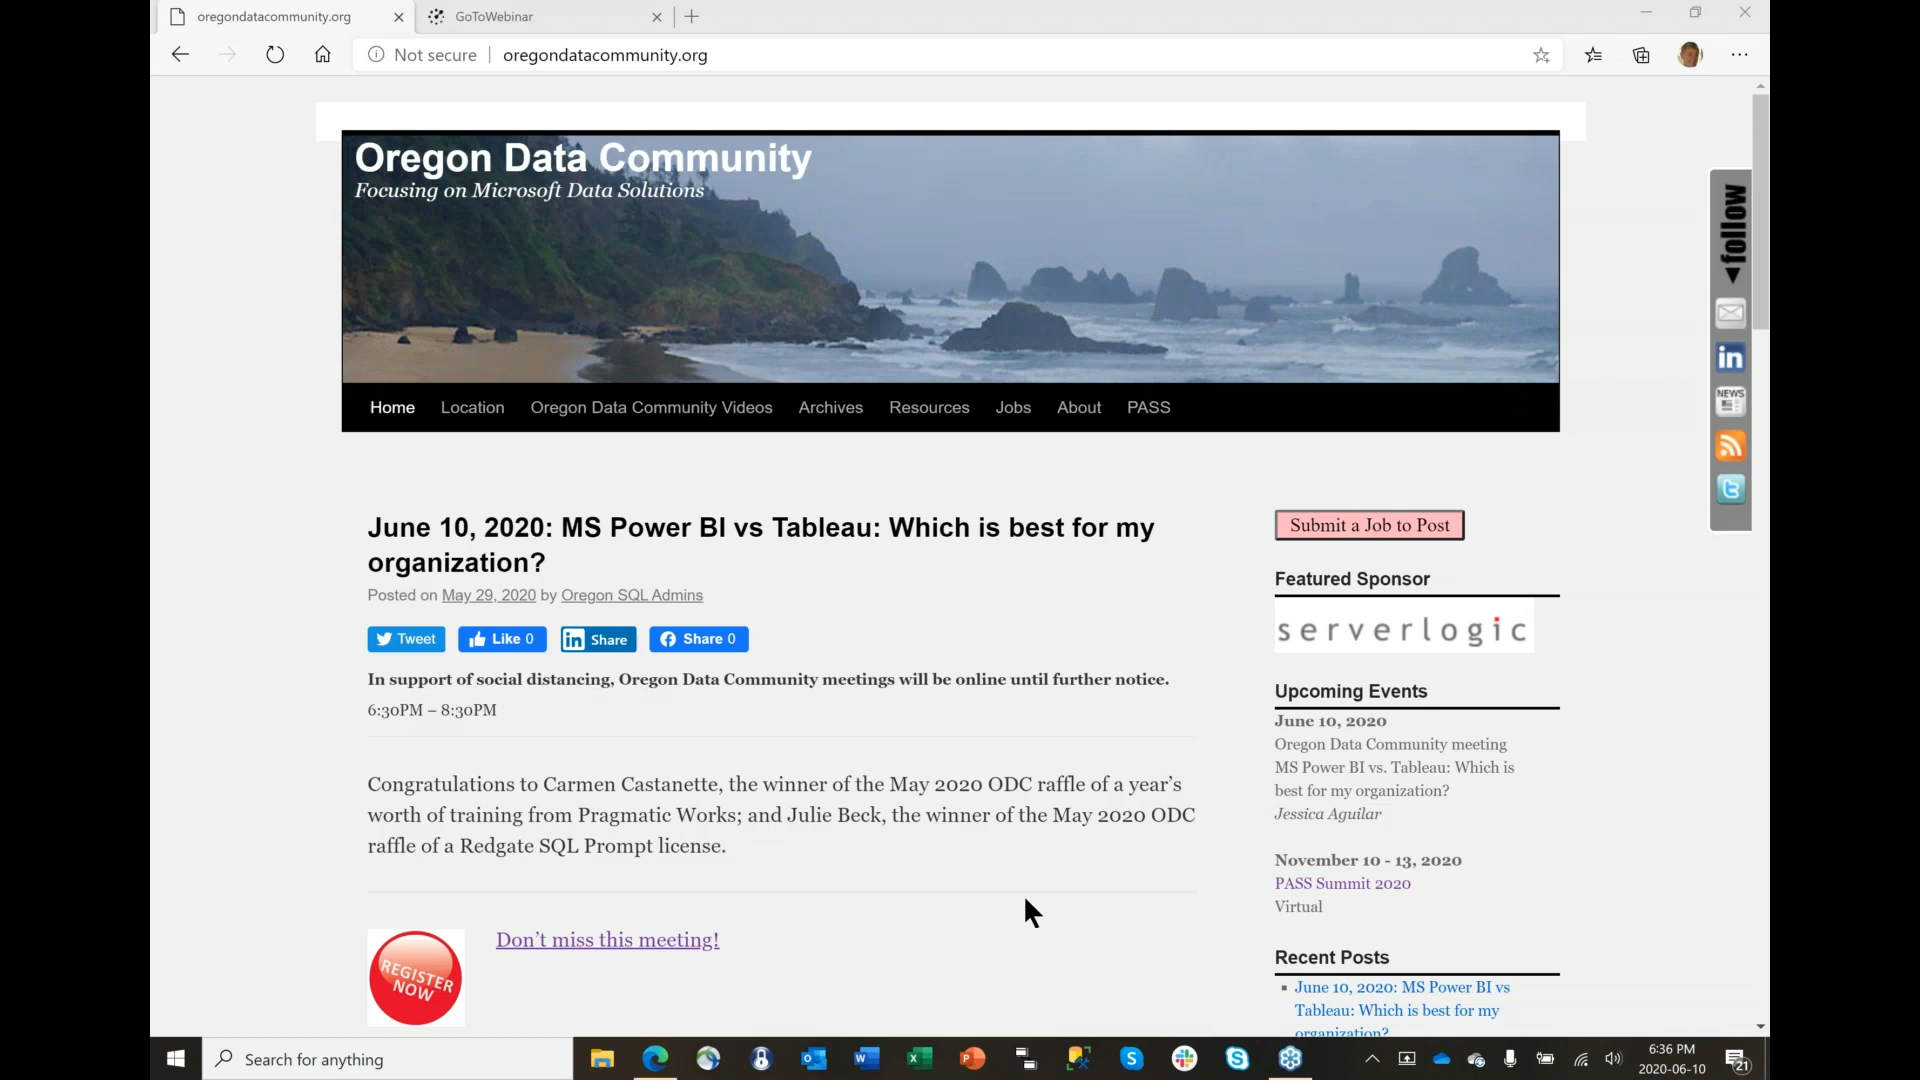 oregondatacommunity.org
GoToWebinar
Not secure
oregondatacommunity.org
Oregon Data Community
Focusing on Microsoft Data Solutions
follow
NEWS
Home Location Oregon Data Community Videos Archives Resources Jobs About PASS
June 10, 2020: MS Power BI vs Tableau: Which is best for my
organization?
Posted on May 29, 2020 by Oregon SQL Admins
Tweet Like 0 Share Share 0
In support of social distancing, Oregon Data Community meetings will be online until further notice.
6:30PM – 8:30PM
Congratulations to Carmen Castanette, the winner of the May 2020 ODC raffle of a year’s
worth of training from Pragmatic Works; and Julie Beck, the winner of the May 2020 ODC
raffle of a Redgate SQL Prompt license.
REGISTER
NOW
Don’t miss this meeting!
Submit a Job to Post
Featured Sponsor
serverlogic
Upcoming Events
June 10, 2020
Oregon Data Community meeting
MS Power BI vs. Tableau: Which is
best for my organization?
Jessica Aguilar
November 10 - 13, 2020
PASS Summit 2020
Virtual
Recent Posts
June 10, 2020: MS Power BI vs
Tableau: Which is best for my
organization?
Search for anything
6:36 PM
2020-06-10
21